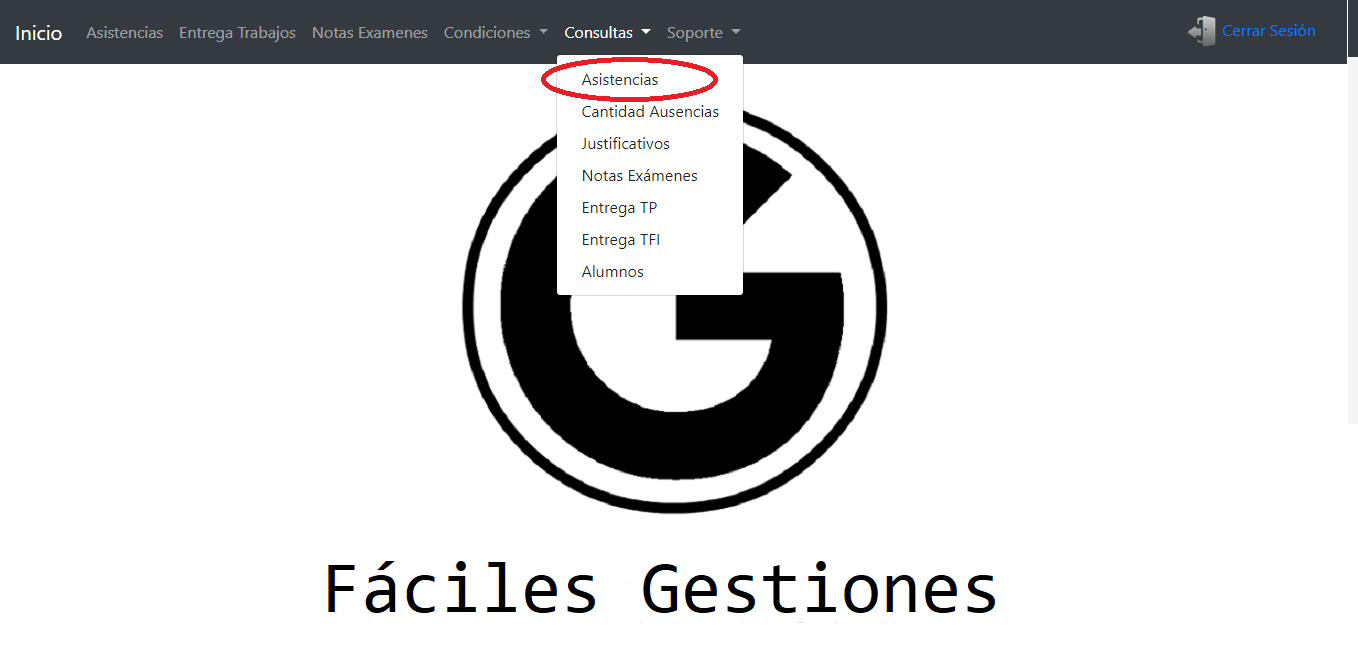 Inicio Asistencias Entrega Trabajos Notas Examenes Condiciones Consultas Soporte Cerrar Sesión
Asistencias
Cantidad Ausencias
Justificativos
Notas Exámenes
Entrega TP
Entrega TFI
Alumnos
G
Fáciles Gestiones